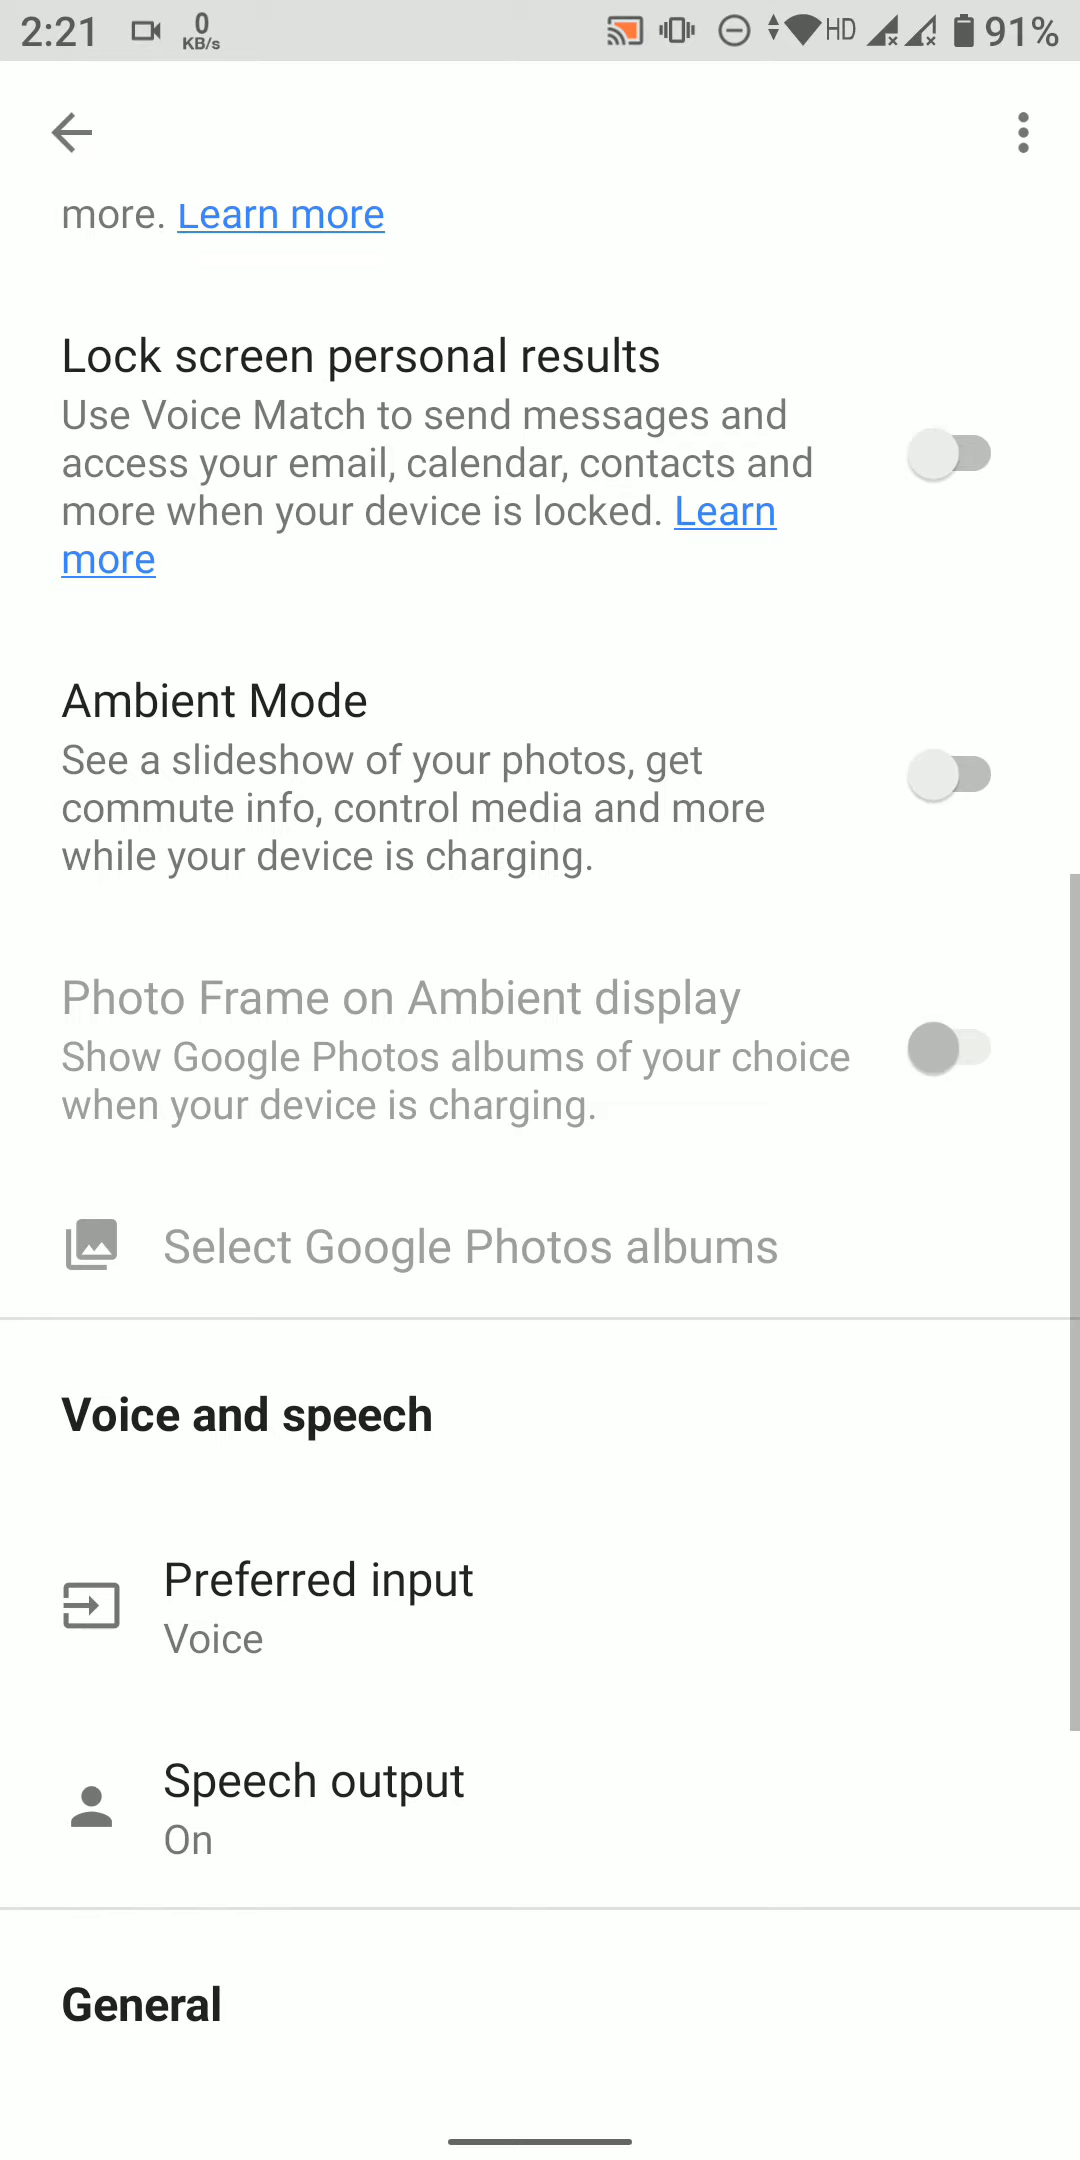 2:21 0 KB/s HD 91%
more. Learn more
Lock screen personal results
Use Voice Match to send messages and
access your email, calendar, contacts and
more when your device is locked. Learn
more
Ambient Mode
See a slideshow of your photos, get
commute info, control media and more
while your device is charging.
Photo Frame on Ambient display
Show Google Photos albums of your choice
when your device is charging.
Select Google Photos albums
Voice and speech
Preferred input
Voice
Speech output
On
General